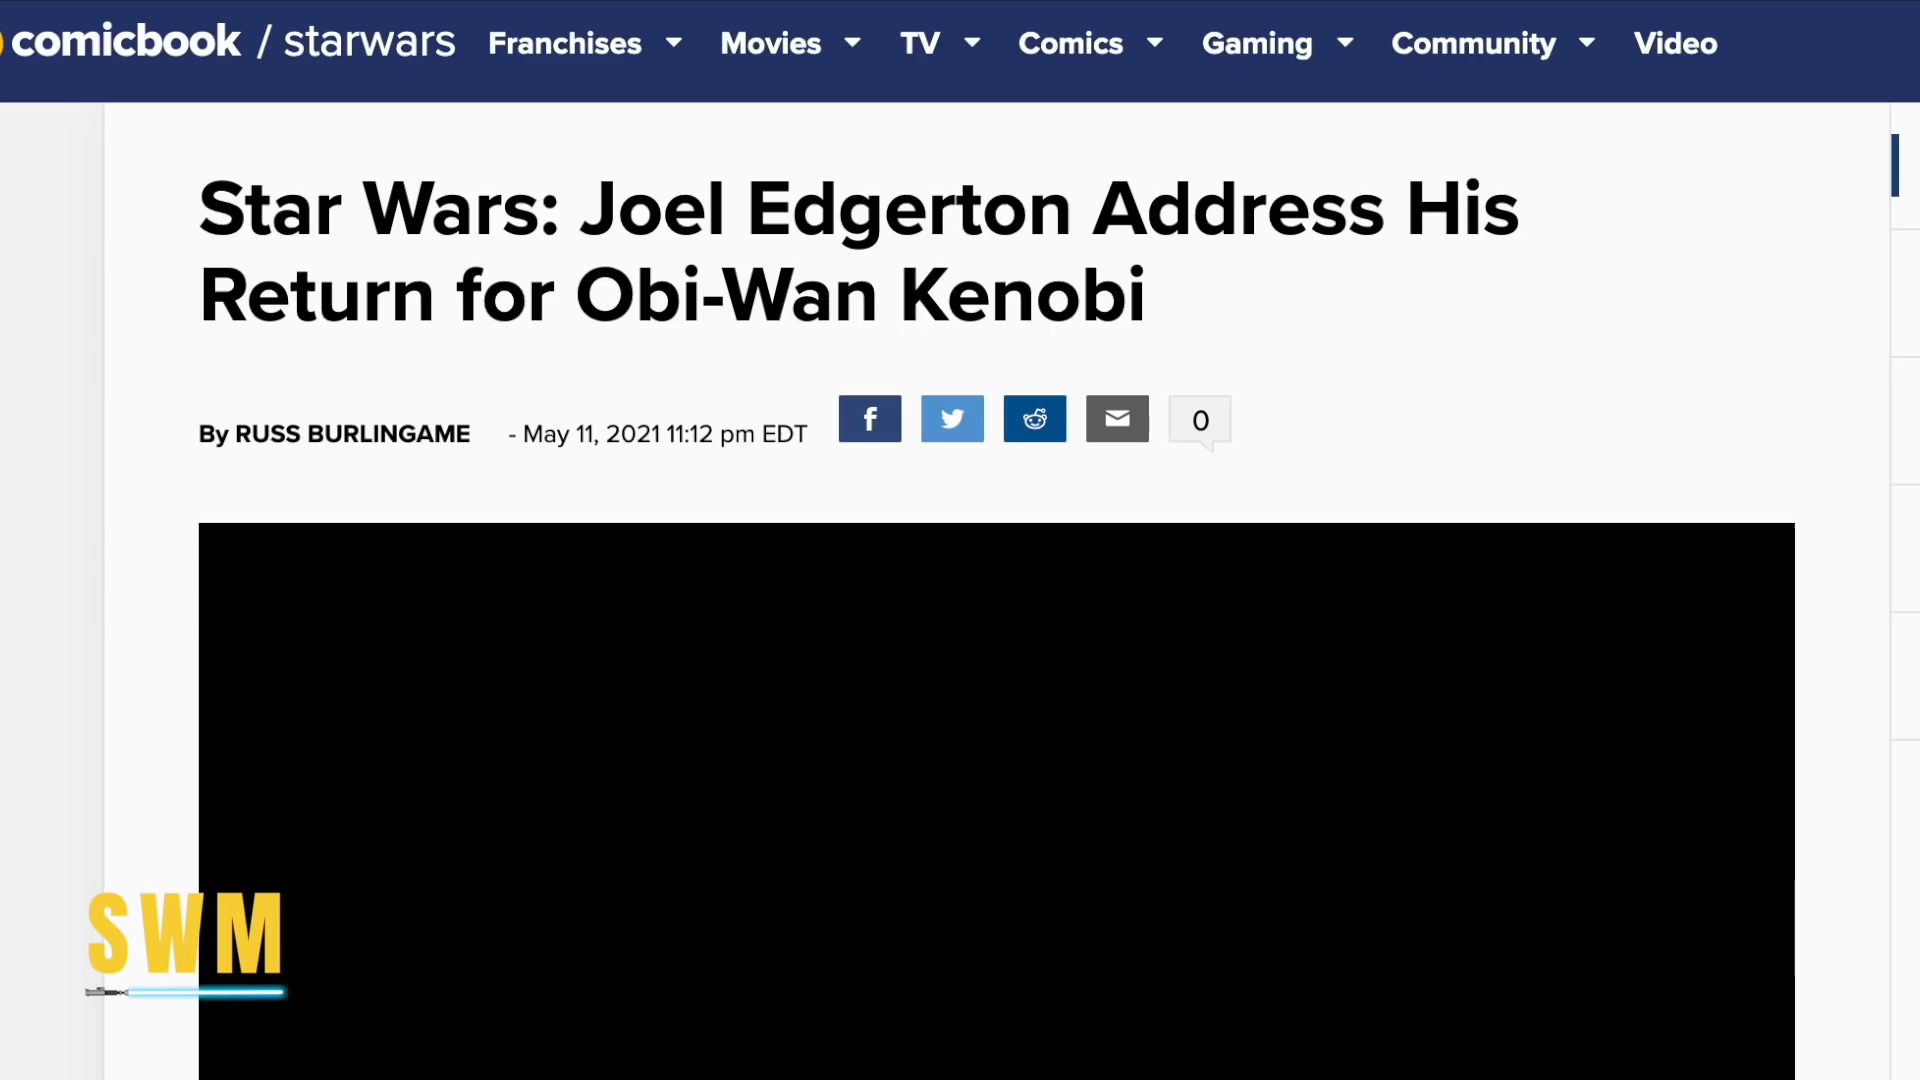 comicbook / starwars Franchises Movies TV Comics Gaming Community Video
Star Wars: Joel Edgerton Address His
Return for Obi-Wan Kenobi
By RUSS BURLINGAME - May 11, 2021 11:12 pm EDT f 0
SWM